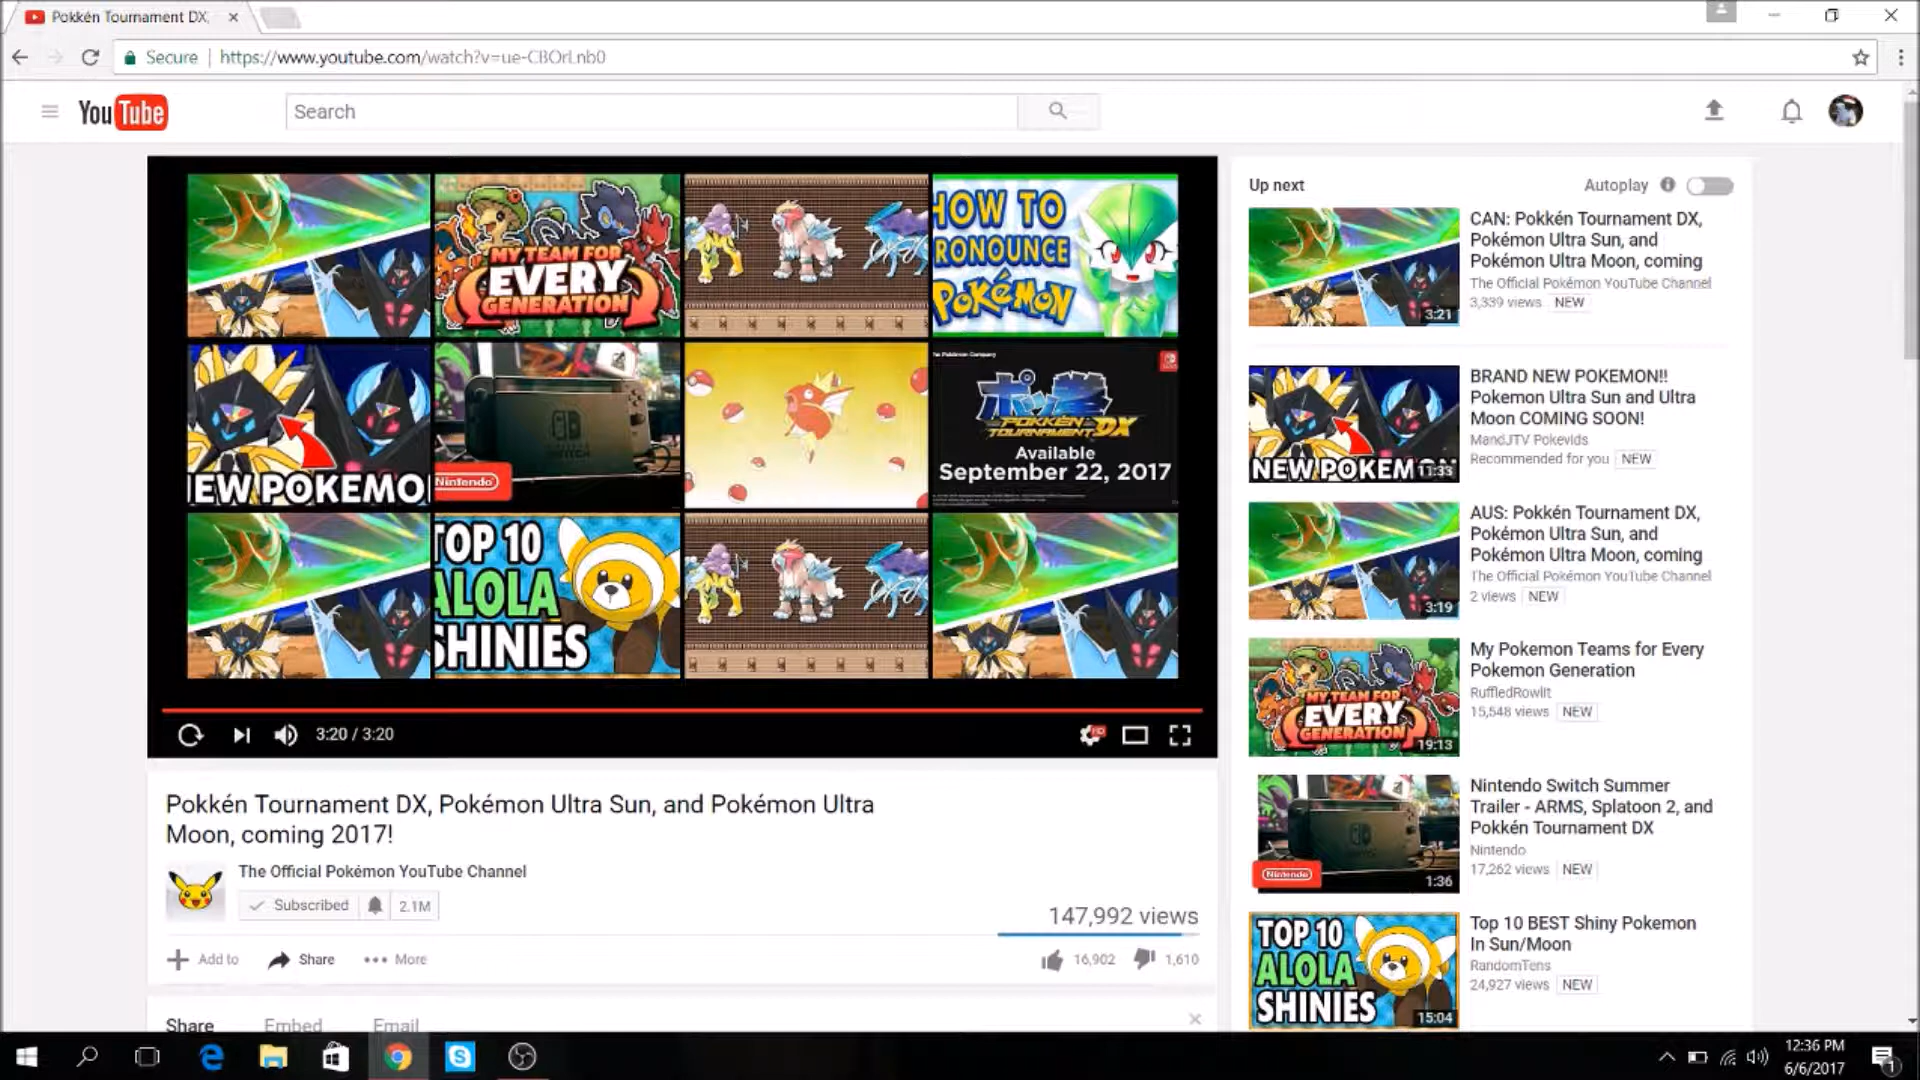 Pokkén Tournament DX,
Secure
https://www.youtube.com/watch?v=ue-CBOrLnb0
YouTube
Search
MY TEAM FOR
EVERY
GENERATION
HOW TO
RONOUNCE
POKéMON
EW POKEMO
Nintendo
The Pokémon Company
POKKÉN
TOURNAMENT DX
Available
September 22, 2017
TOP 10
ALOLA
SHINIES
3:20 / 3:20
HD
Pokkén Tournament DX, Pokémon Ultra Sun, and Pokémon Ultra
Moon, coming 2017!
The Official Pokémon YouTube Channel
Subscribed
2.1M
147,992 views
Add to
Share
More
16,902
1,610
Share
Embed
Email
Up next
Autoplay
3:21
CAN: Pokkén Tournament DX,
Pokémon Ultra Sun, and
Pokémon Ultra Moon, coming
The Official Pokémon YouTube Channel
3,339 views NEW
NEW POKEMON
11:33
BRAND NEW POKEMON!!
Pokemon Ultra Sun and Ultra
Moon COMING SOON!
MandJTV Pokevids
Recommended for you NEW
3:19
AUS: Pokkén Tournament DX,
Pokémon Ultra Sun, and
Pokémon Ultra Moon, coming
The Official Pokémon YouTube Channel
2 views NEW
MY TEAM FOR
EVERY
GENERATION
19:13
My Pokemon Teams for Every
Pokemon Generation
RuffledRowlit
15,548 views NEW
Nintendo
1:36
Nintendo Switch Summer
Trailer - ARMS, Splatoon 2, and
Pokkén Tournament DX
Nintendo
17,262 views NEW
TOP 10
ALOLA
SHINIES
15:04
Top 10 BEST Shiny Pokemon
In Sun/Moon
RandomTens
24,927 views NEW
12:36 PM
6/6/2017
1